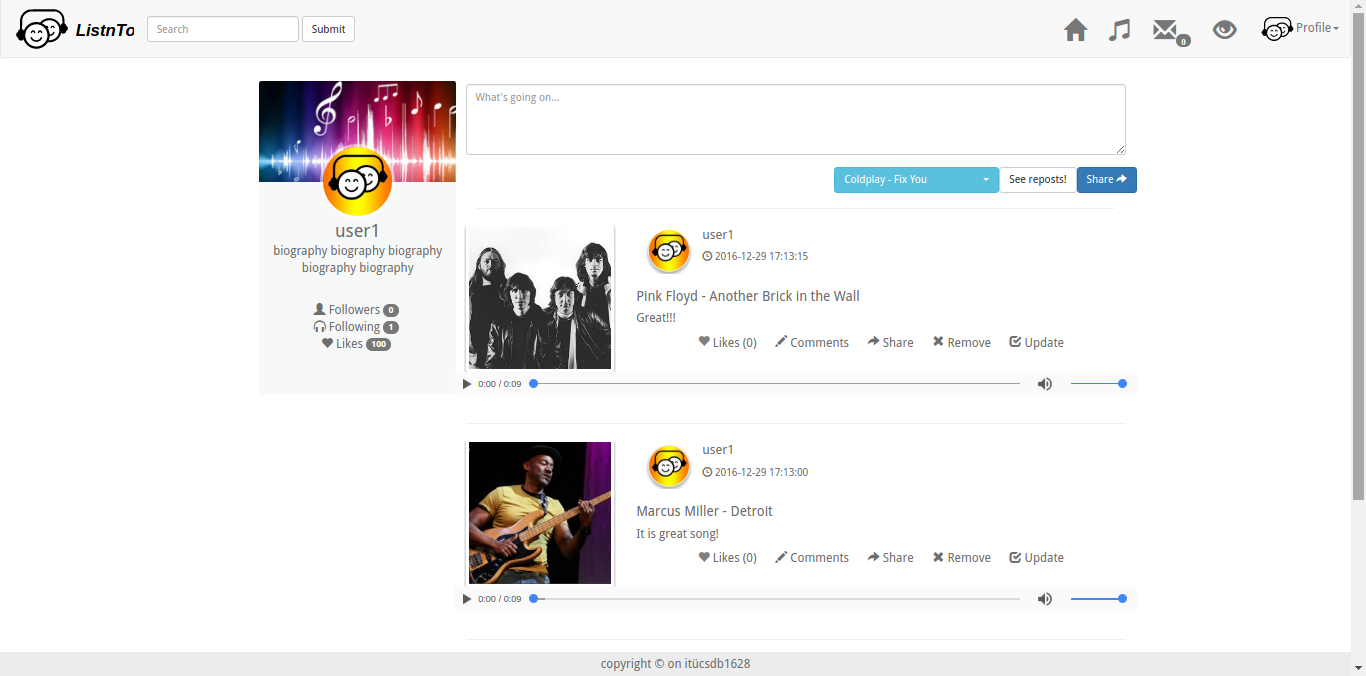 ListnTo Search Submit 0 Profile
What's going on...
Coldplay - Fix You See reposts! Share
user1
biography biography biography
biography biography
Followers 0
Following 1
Likes 100
user1
2016-12-29 17:13:15
Pink Floyd - Another Brick in the Wall
Great!!!
Likes (0) Comments Share Remove Update
0:00 / 0:09
user1
2016-12-29 17:13:00
Marcus Miller - Detroit
It is great song!
Likes (0) Comments Share Remove Update
0:00 / 0:09
copyright © on itücsdb1628